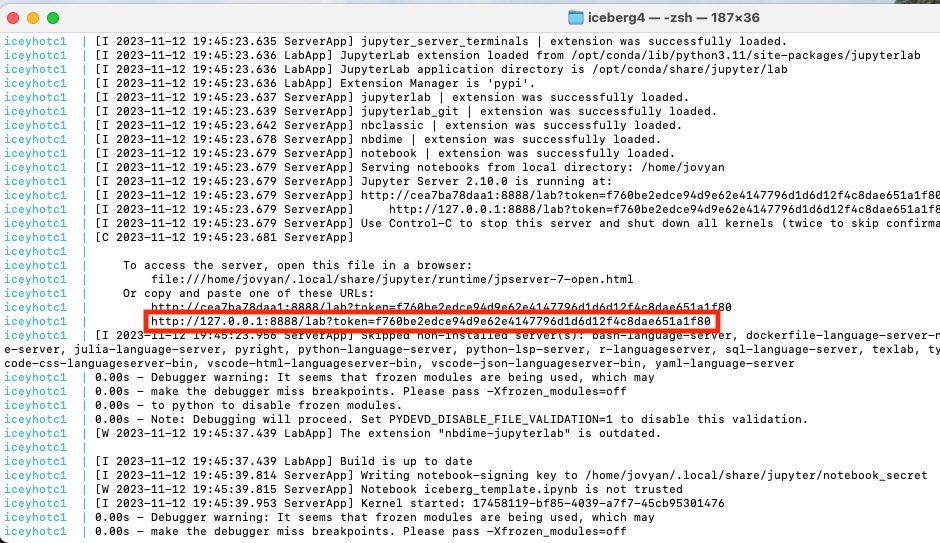 iceberg4 — -zsh — 187×36
iceyhotc1  | [I 2023-11-12 19:45:23.635 ServerApp] jupyter_server_terminals | extension was successfully loaded.
iceyhotc1  | [I 2023-11-12 19:45:23.636 LabApp] JupyterLab extension loaded from /opt/conda/lib/python3.11/site-packages/jupyterlab
iceyhotc1  | [I 2023-11-12 19:45:23.636 LabApp] JupyterLab application directory is /opt/conda/share/jupyter/lab
iceyhotc1  | [I 2023-11-12 19:45:23.636 LabApp] Extension Manager is 'pypi'.
iceyhotc1  | [I 2023-11-12 19:45:23.637 ServerApp] jupyterlab | extension was successfully loaded.
iceyhotc1  | [I 2023-11-12 19:45:23.639 ServerApp] jupyterlab_git | extension was successfully loaded.
iceyhotc1  | [I 2023-11-12 19:45:23.642 ServerApp] nbclassic | extension was successfully loaded.
iceyhotc1  | [I 2023-11-12 19:45:23.678 ServerApp] nbdime | extension was successfully loaded.
iceyhotc1  | [I 2023-11-12 19:45:23.679 ServerApp] notebook | extension was successfully loaded.
iceyhotc1  | [I 2023-11-12 19:45:23.679 ServerApp] Serving notebooks from local directory: /home/jovyan
iceyhotc1  | [I 2023-11-12 19:45:23.679 ServerApp] Jupyter Server 2.10.0 is running at:
iceyhotc1  | [I 2023-11-12 19:45:23.679 ServerApp] http://cea7ba78daa1:8888/lab?token=f760be2edce94d9e62e4147796d1d6d12f4c8dae651a1f80
iceyhotc1  | [I 2023-11-12 19:45:23.679 ServerApp]     http://127.0.0.1:8888/lab?token=f760be2edce94d9e62e4147796d1d6d12f4c8dae651a1f8
iceyhotc1  | [I 2023-11-12 19:45:23.679 ServerApp] Use Control-C to stop this server and shut down all kernels (twice to skip confirma
iceyhotc1  | [C 2023-11-12 19:45:23.681 ServerApp]
iceyhotc1  |
iceyhotc1  |     To access the server, open this file in a browser:
iceyhotc1  |         file:///home/jovyan/.local/share/jupyter/runtime/jpserver-7-open.html
iceyhotc1  |     Or copy and paste one of these URLs:
iceyhotc1  |         http://cea7ba78daa1:8888/lab?token=f760be2edce94d9e62e4147796d1d6d12f4c8dae651a1f80
iceyhotc1  |         http://127.0.0.1:8888/lab?token=f760be2edce94d9e62e4147796d1d6d12f4c8dae651a1f80
iceyhotc1  | [I 2023-11-12 19:45:23.956 ServerApp] Skipped non-installed server(s): bash-language-server, dockerfile-language-server-n
e-server, julia-language-server, pyright, python-language-server, python-lsp-server, r-languageserver, sql-language-server, texlab, ty
code-css-languageserver-bin, vscode-html-languageserver-bin, vscode-json-languageserver-bin, yaml-language-server
iceyhotc1  | 0.00s - Debugger warning: It seems that frozen modules are being used, which may
iceyhotc1  | 0.00s - make the debugger miss breakpoints. Please pass -Xfrozen_modules=off
iceyhotc1  | 0.00s - to python to disable frozen modules.
iceyhotc1  | 0.00s - Note: Debugging will proceed. Set PYDEVD_DISABLE_FILE_VALIDATION=1 to disable this validation.
iceyhotc1  | [W 2023-11-12 19:45:37.439 LabApp] The extension "nbdime-jupyterlab" is outdated.
iceyhotc1  |
iceyhotc1  | [I 2023-11-12 19:45:37.439 LabApp] Build is up to date
iceyhotc1  | [I 2023-11-12 19:45:39.814 ServerApp] Writing notebook-signing key to /home/jovyan/.local/share/jupyter/notebook_secret
iceyhotc1  | [W 2023-11-12 19:45:39.815 ServerApp] Notebook iceberg_template.ipynb is not trusted
iceyhotc1  | [I 2023-11-12 19:45:39.953 ServerApp] Kernel started: 17458119-bf85-4039-a7f7-45cb95301476
iceyhotc1  | 0.00s - Debugger warning: It seems that frozen modules are being used, which may
iceyhotc1  | 0.00s - make the debugger miss breakpoints. Please pass -Xfrozen_modules=off